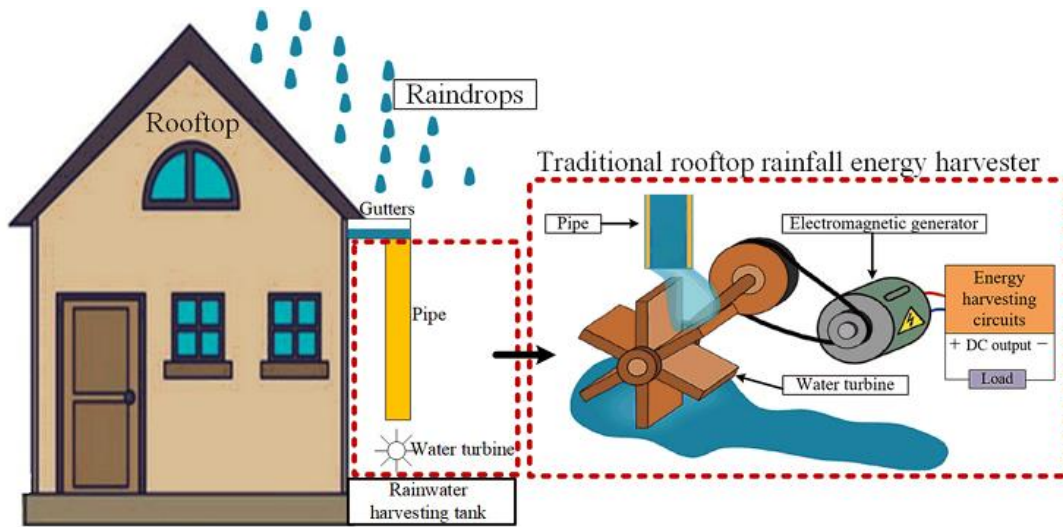 Raindrops
Rooftop
Gutters
Pipe
Water turbine
Rainwater
harvesting tank
Traditional rooftop rainfall energy harvester
Pipe
Electromagnetic generator
Energy
harvesting
circuits
+ DC output −
Load
Water turbine